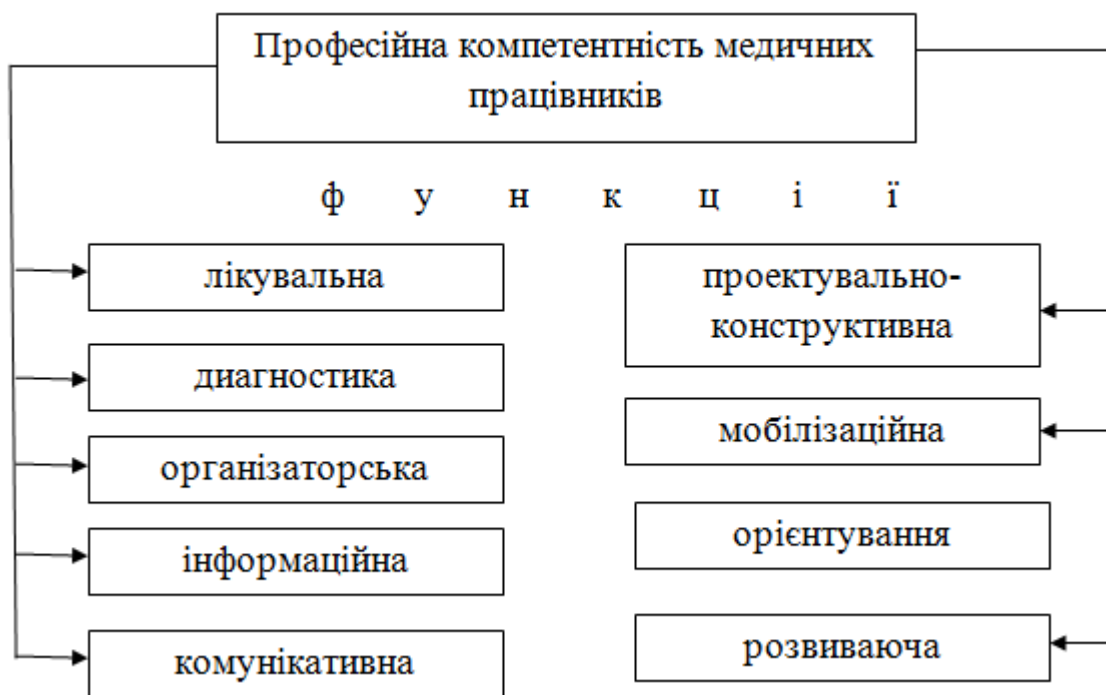 Професійна компетентність медичних
працівників
ф у н к ц і ї
лікувальна
диагностика
організаторська
інформаційна
комунікативна
проектувально-
конструктивна
мобілізаційна
орієнтування
розвиваюча